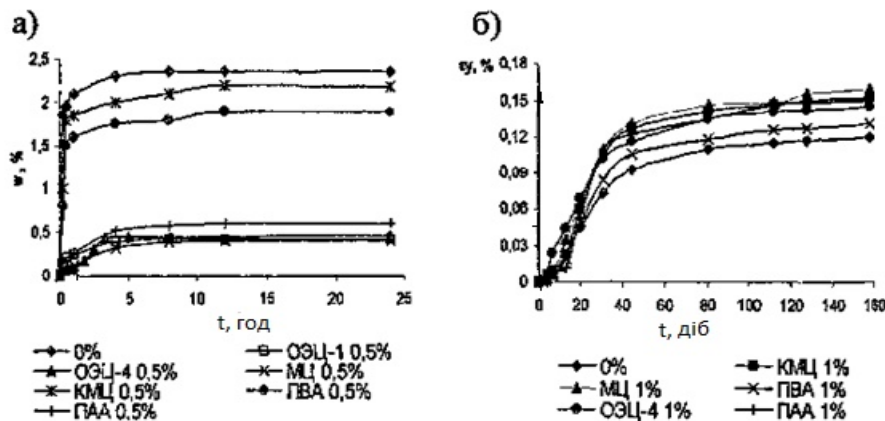 а)
2,5
2
1,5
1
0,5
0
w, %
0 5 10 15 20 25
t, год
0% ОЭЦ-1 0,5%
ОЭЦ-4 0,5% МЦ 0,5%
КМЦ 0,5% ПВА 0,5%
ПАА 0,5%
б)
εу, %
0,18
0,15
0,12
0,09
0,06
0,03
0
0 20 40 60 80 100 120 140 160
t, діб
0% КМЦ 1%
МЦ 1% ПВА 1%
ОЭЦ-4 1% ПАА 1%